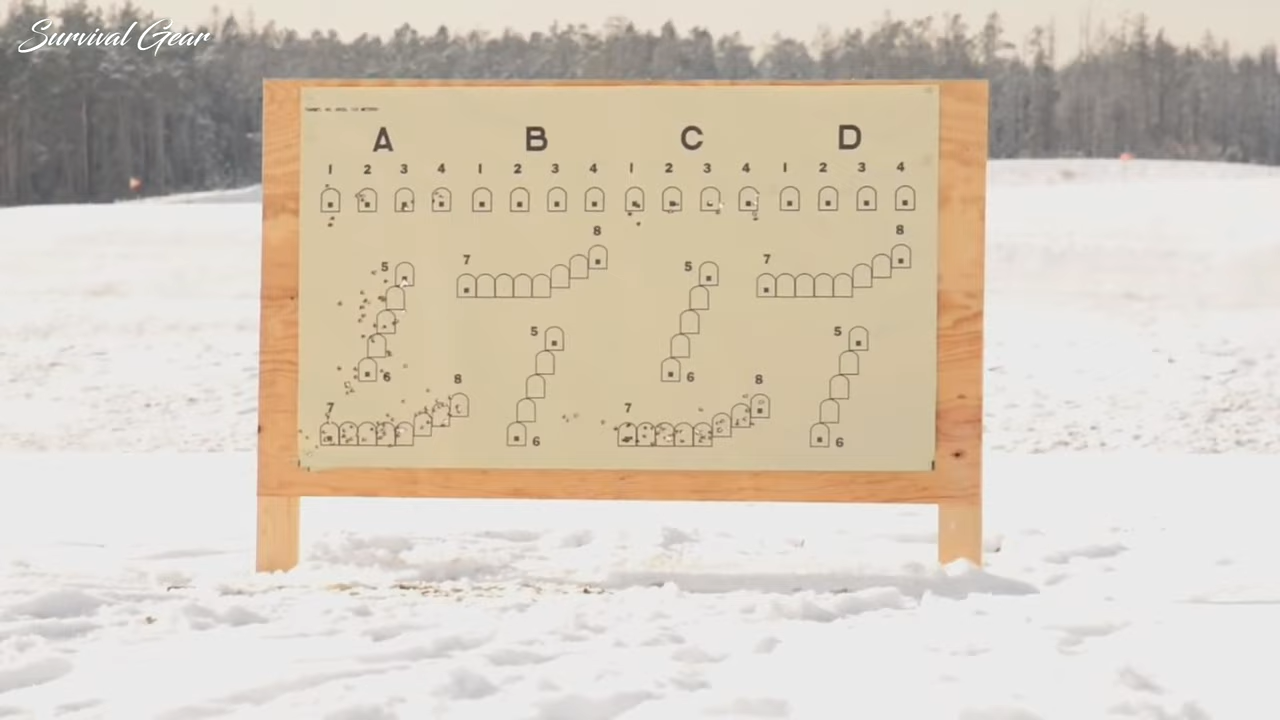 Survival Gear
A B C D
1 2 3 4 1 2 3 4 1 2 3 4 1 2 3 4
8 8
7 5 7 5
5 5
6 6
8 8
7 7
6 6